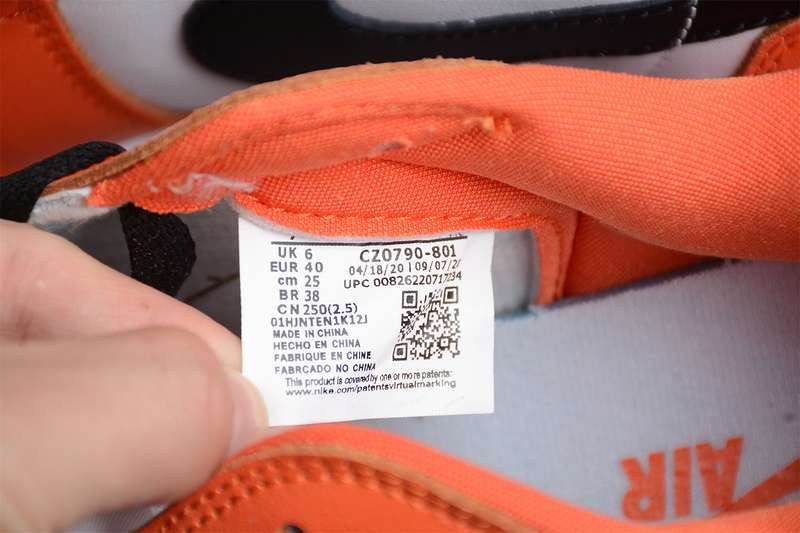 UK 6 CZ0790-801
EUR 40 04/18/20 | 09/07/2
cm 25 UPC 00826220717234
BR 38
CN 250(2.5)
01HJNTEN1K12J
MADE IN CHINA
HECHO EN CHINA
FABRIQUE EN CHINE
FABRCADO NO CHINA
This product is covered by one or more patents:
www.nike.com/patentsvirtualmarking
AIR